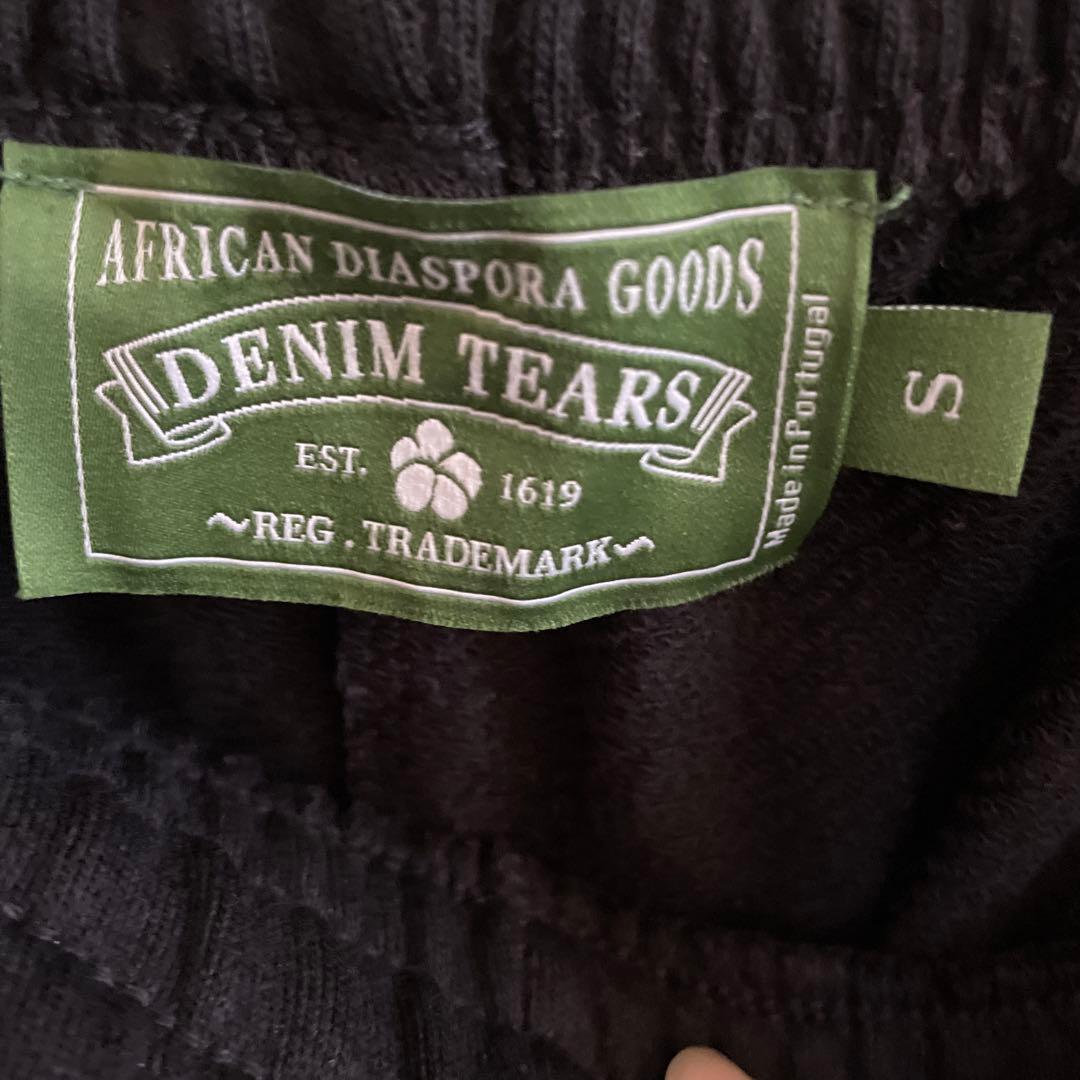 AFRICAN DIASPORA GOODS
DENIM TEARS
EST. 1619
~REG. TRADEMARK~
Made in Portugal
S